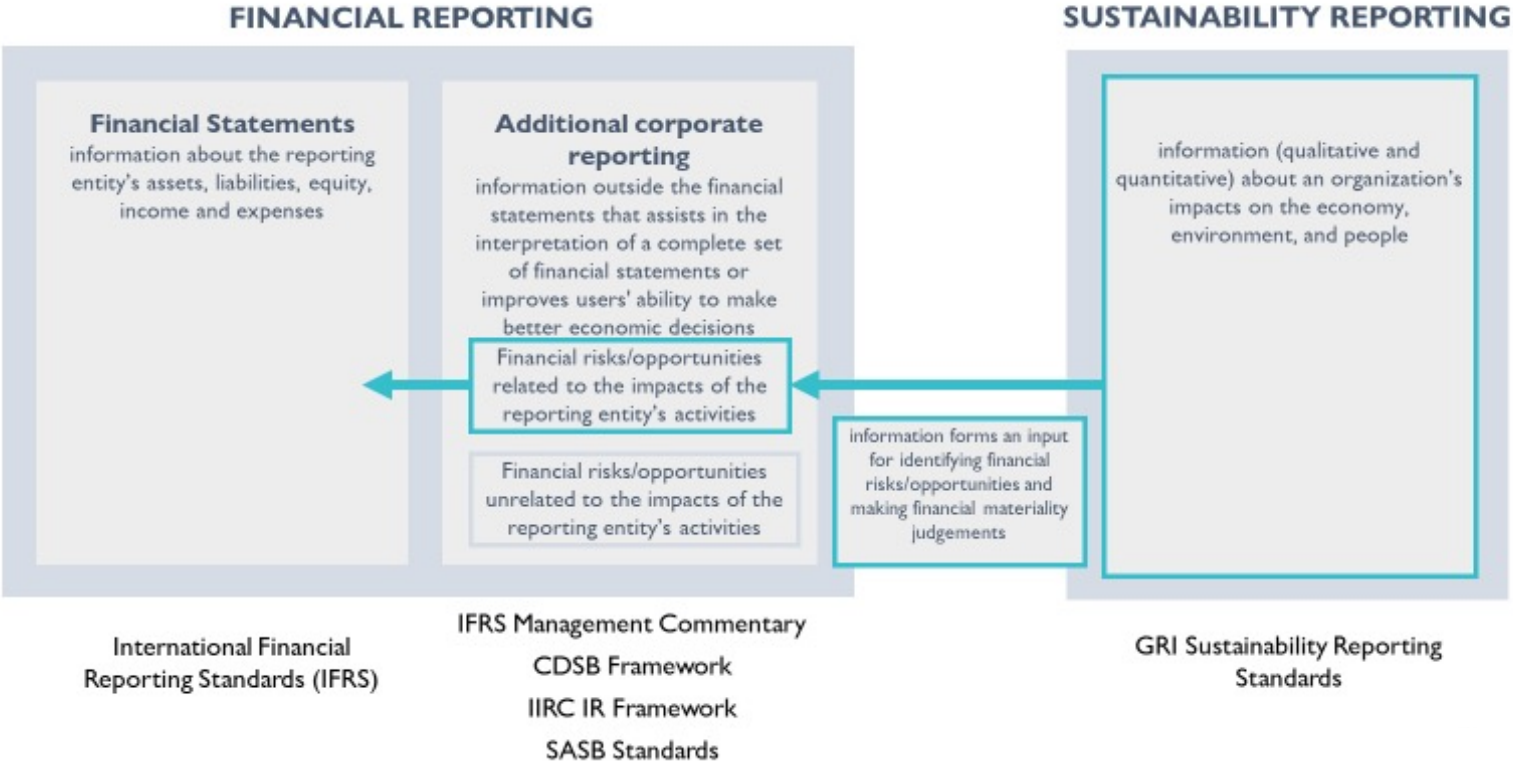 FINANCIAL REPORTING
SUSTAINABILITY REPORTING
Financial Statements
information about the reporting
entity's assets, liabilities, equity,
income and expenses
Additional corporate
reporting
information outside the financial
statements that assists in the
interpretation of a complete set
of financial statements or
improves users' ability to make
better economic decisions
Financial risks/opportunities
related to the impacts of the
reporting entity's activities
Financial risks/opportunities
unrelated to the impacts of the
reporting entity's activities
information forms an input
for identifying financial
risks/opportunities and
making financial materiality
judgements
information (qualitative and
quantitative) about an organization's
impacts on the economy,
environment, and people
International Financial
Reporting Standards (IFRS)
IFRS Management Commentary
CDSB Framework
IIRC IR Framework
SASB Standards
GRI Sustainability Reporting
Standards